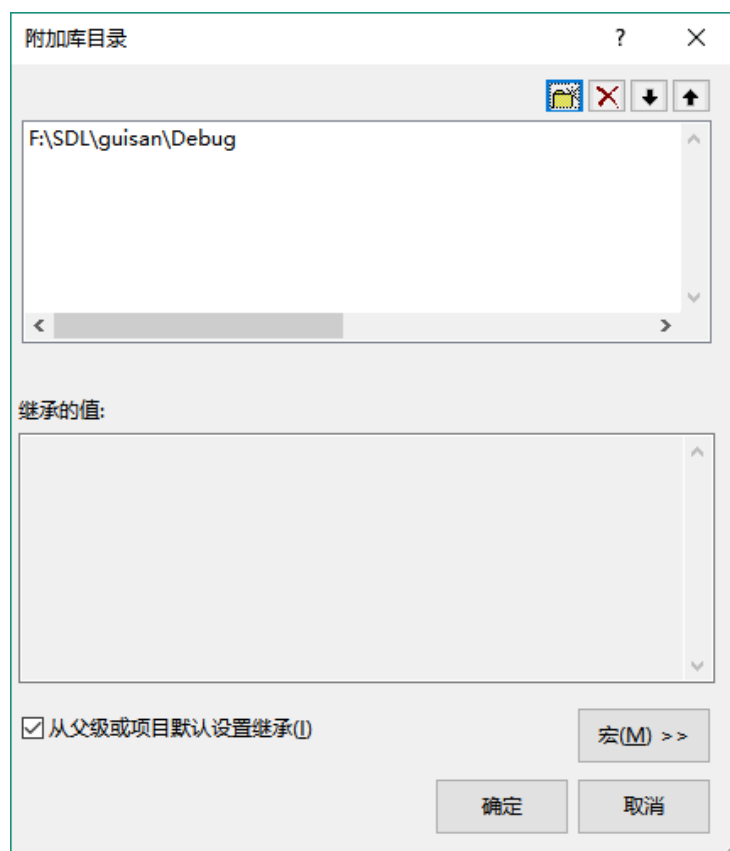 附加库目录
F:\SDL\guisan\Debug
继承的值:
从父级或项目默认设置继承(I)
宏(M) >>
确定
取消